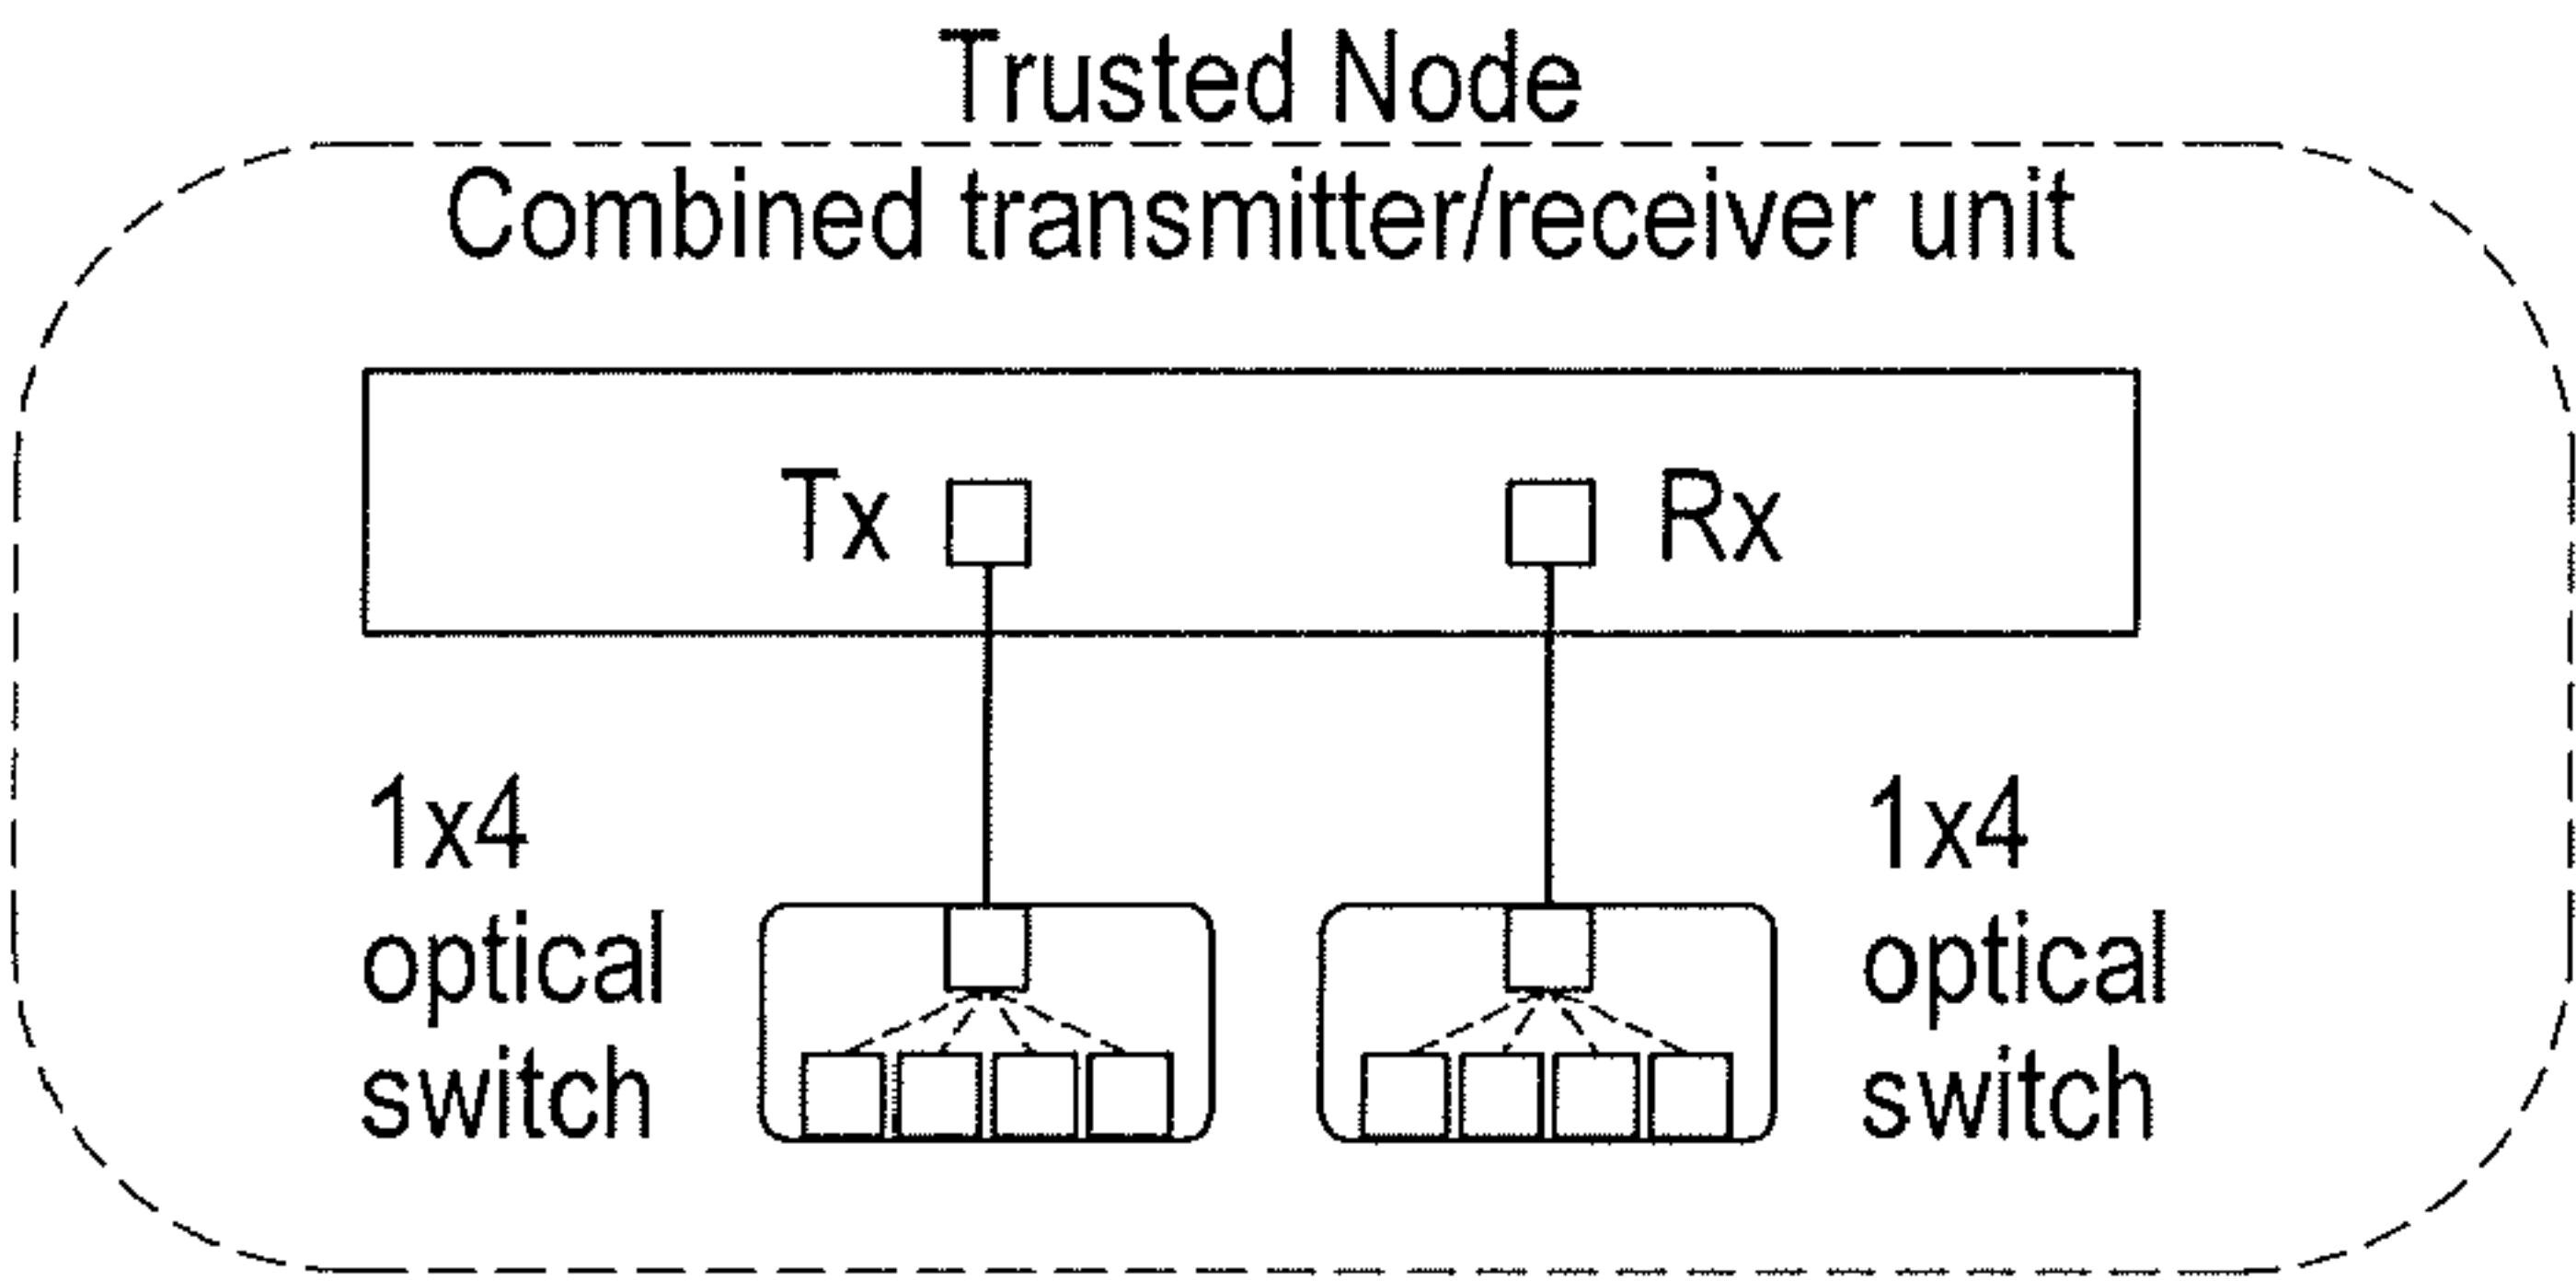 Trusted Node
Combined transmitter/receiver unit
Tx
Rx
1x4
optical
switch
1x4
optical
switch